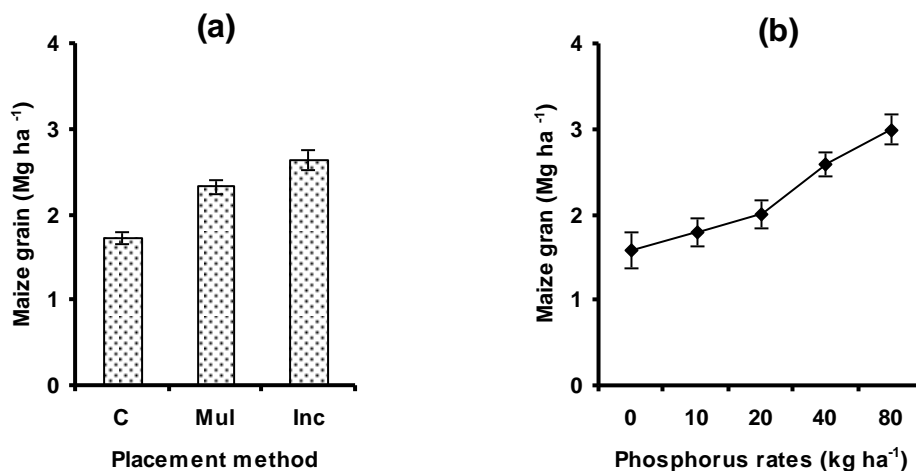 (a)
Maize grain (Mg ha⁻¹)
4
3
2
1
0
C Mul Inc
Placement method
(b)
Maize gran (Mg ha⁻¹)
4
3
2
1
0
0 10 20 40 80
Phosphorus rates (kg ha⁻¹)